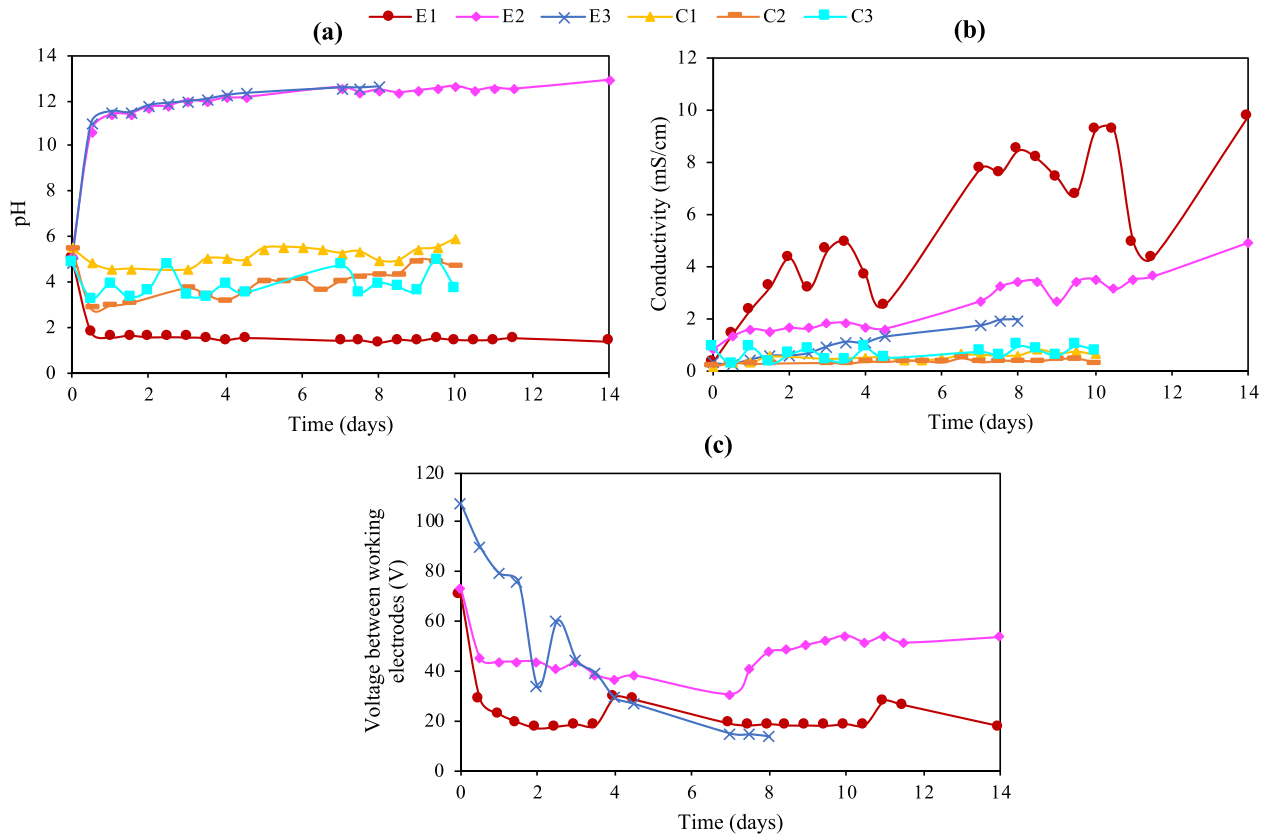 E1 E2 E3 C1 C2 C3
(a)
(b)
14
12
10
8
6
4
2
0
pH
0 2 4 6 8 10 12 14
Time (days)
12
10
8
6
4
2
0
Conductivity (mS/cm)
0 2 4 6 8 10 12 14
Time (days)
(c)
120
100
80
60
40
20
0
Voltage between working
electrodes (V)
0 2 4 6 8 10 12 14
Time (days)